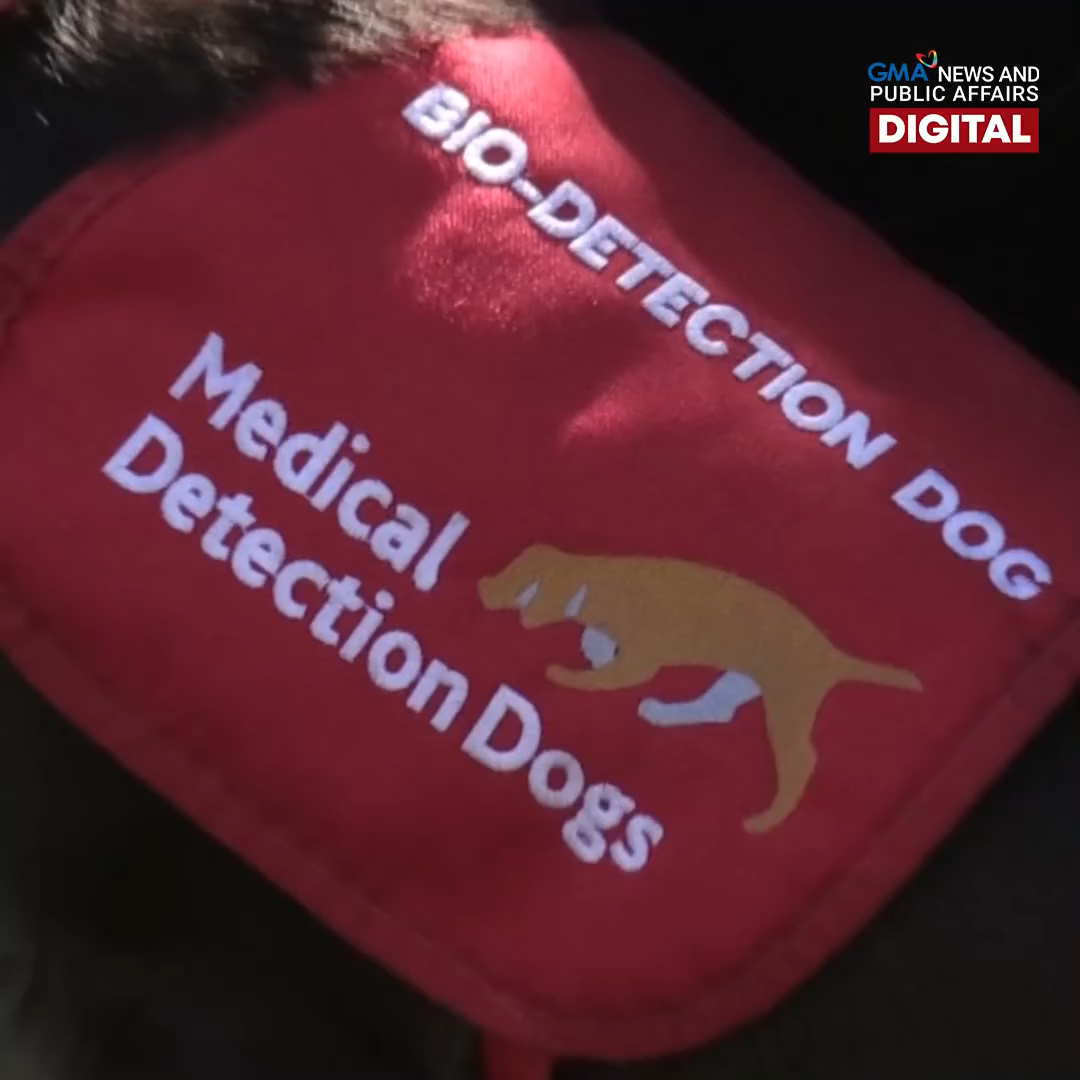 GMA NEWS AND
PUBLIC AFFAIRS
DIGITAL
BIO-DETECTION DOG
Medical
Detection Dogs